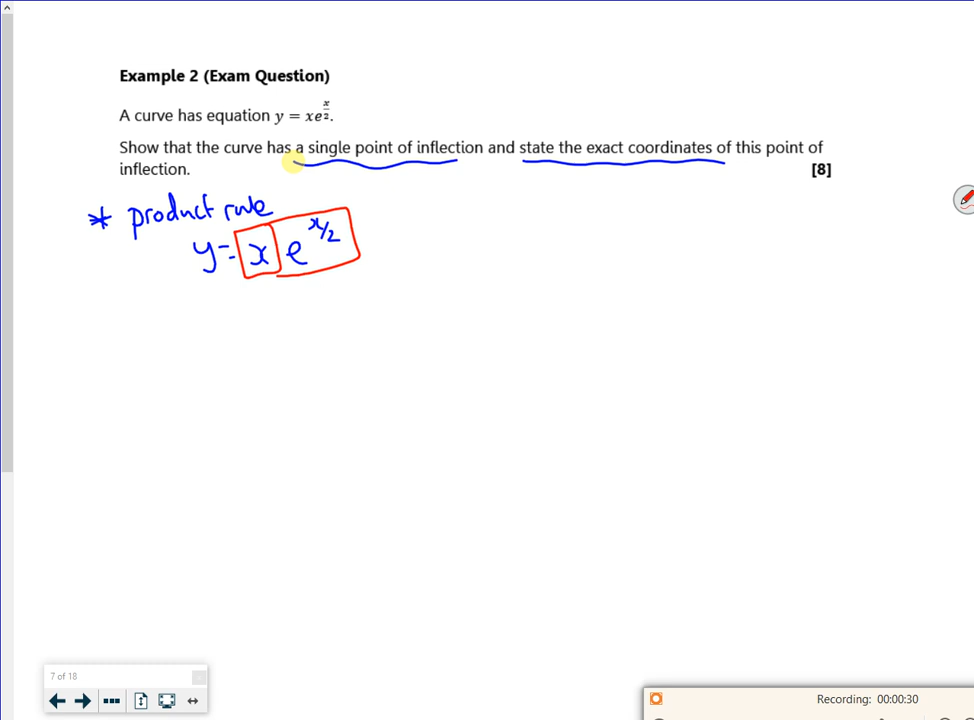 Example 2 (Exam Question)
A curve has equation y = xe^{x/2}.
Show that the curve has a single point of inflection and state the exact coordinates of this point of
inflection. [8]
* product rule
y = x e^{x/2}
7 of 18
Recording: 00:00:30